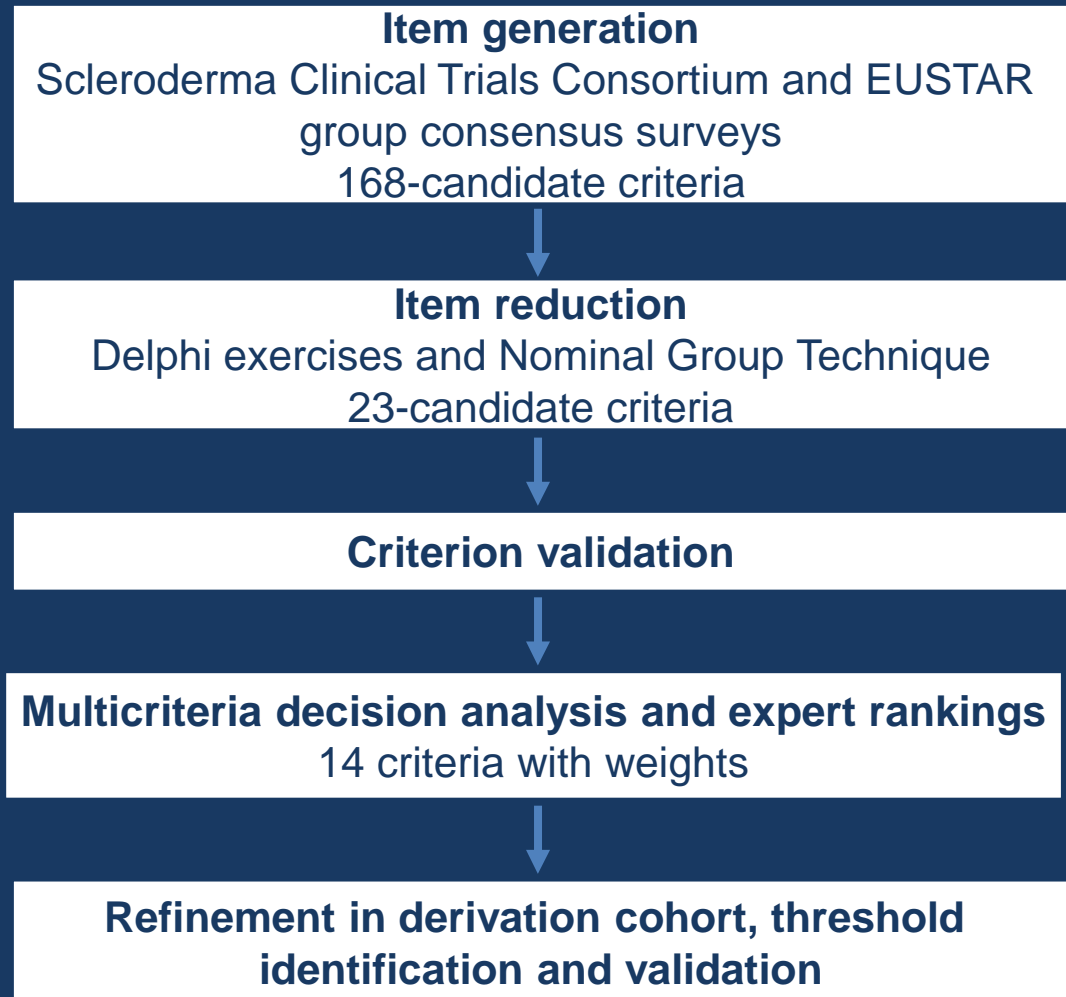 Item generation
Scleroderma Clinical Trials Consortium and EUSTAR
group consensus surveys
168-candidate criteria
Item reduction
Delphi exercises and Nominal Group Technique
23-candidate criteria
Criterion validation
Multicriteria decision analysis and expert rankings
14 criteria with weights
Refinement in derivation cohort, threshold
identification and validation